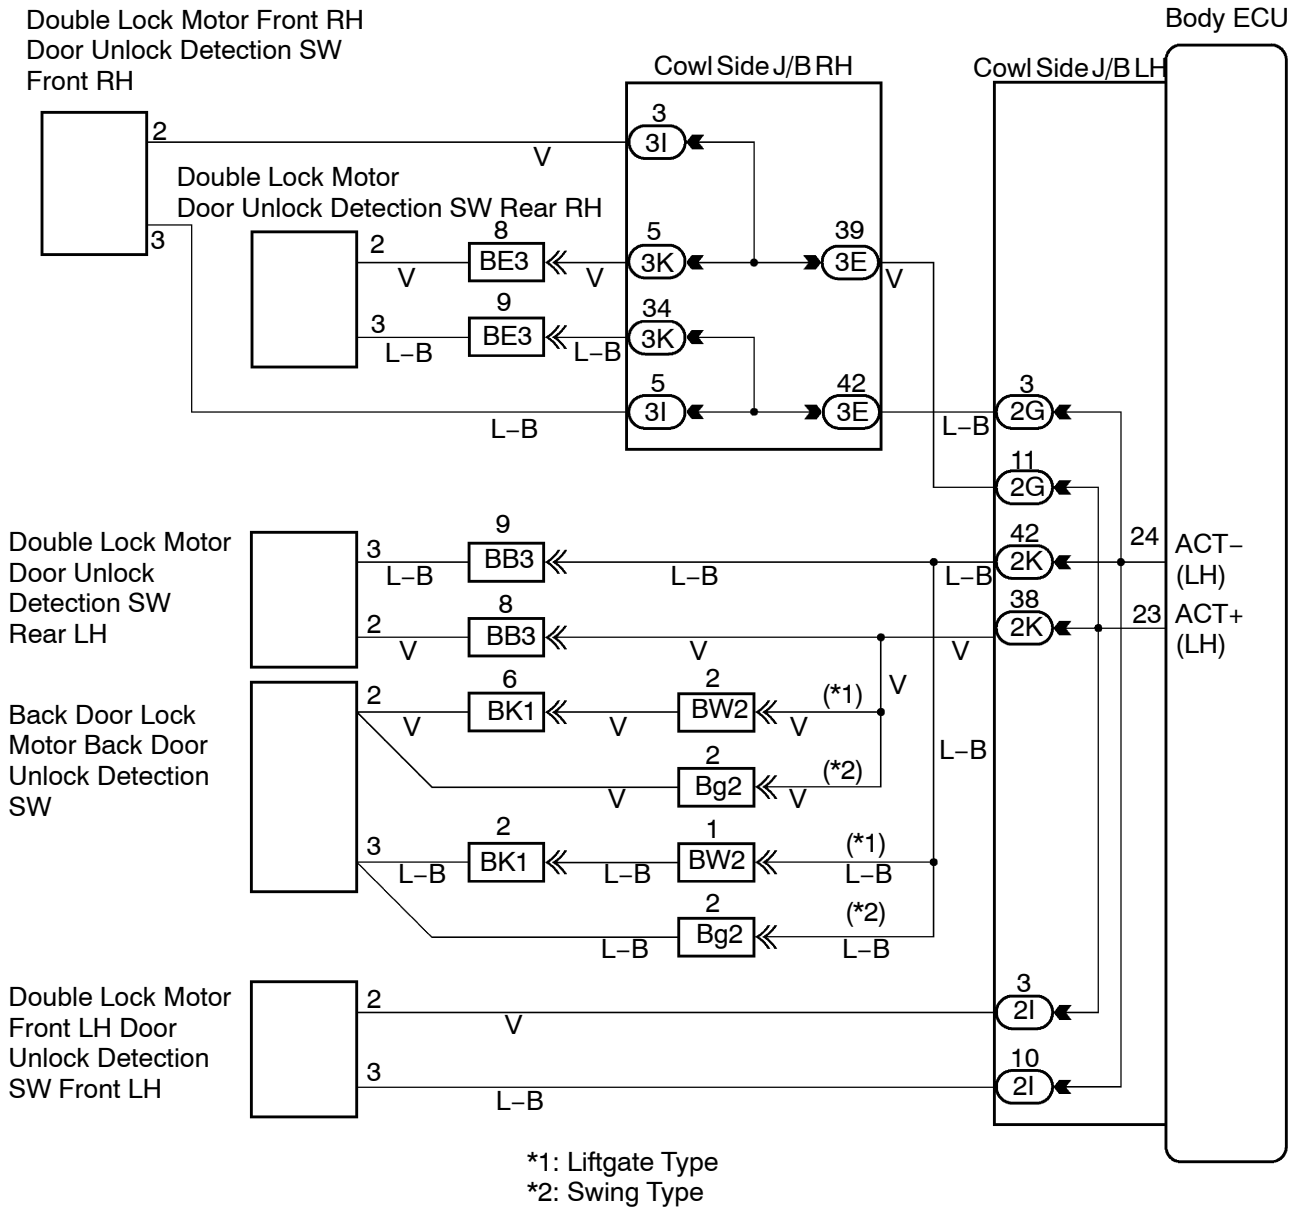 Double Lock Motor Front RH
Door Unlock Detection SW
Front RH
Body ECU
Cowl Side J/B RH
Cowl Side J/B LH
2
V
3
3I
Double Lock Motor
Door Unlock Detection SW Rear RH
3
2
V
8
BE3
V
5
3K
39
3E
V
3
L–B
9
BE3
L–B
34
3K
L–B
5
3I
42
3E
L–B
3
2G
11
2G
Double Lock Motor
Door Unlock
Detection SW
Rear LH
3
L–B
9
BB3
L–B
L–B
42
2K
24
ACT–
(LH)
2
V
8
BB3
V
V
38
2K
23
ACT+
(LH)
Back Door Lock
Motor Back Door
Unlock Detection
SW
2
V
6
BK1
V
2
BW2
V
(*1)
V
V
2
Bg2
V
(*2)
L–B
3
L–B
2
BK1
L–B
1
BW2
(*1)
L–B
L–B
2
Bg2
(*2)
L–B
Double Lock Motor
Front LH Door
Unlock Detection
SW Front LH
2
V
3
2I
3
L–B
10
2I
*1: Liftgate Type
*2: Swing Type